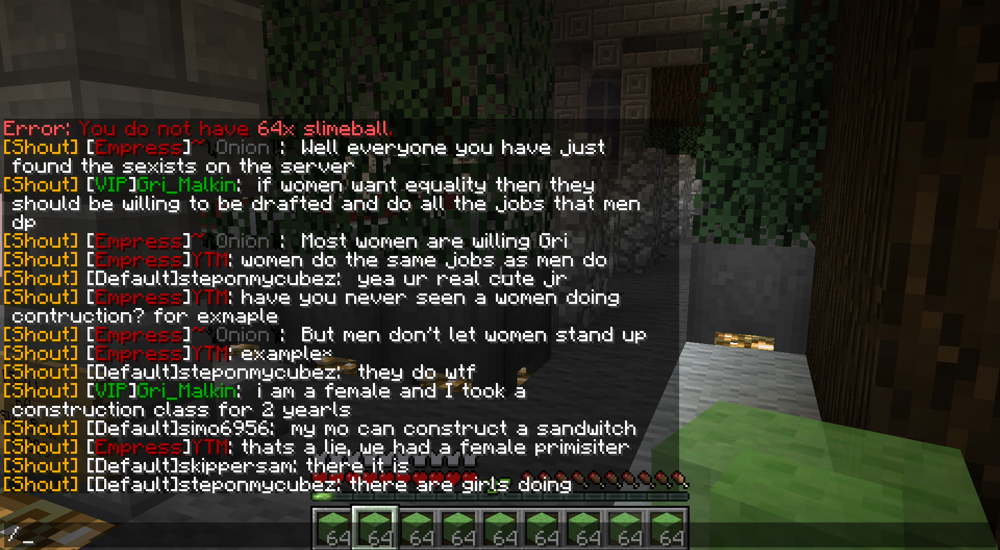 Error: You do not have 64x slimeball.
[Shout] [Empress]~ Onion : Well everyone you have just
found the sexists on the server
[Shout] [VIP]Gri_Malkin: if women want equality then they
should be willing to be drafted and do all the jobs that men
dp
[Shout] [Empress]~ Onion : Most women are willing Gri
[Shout] [Empress]YTM: women do the same jobs as men do
[Shout] [Default]steponmycubez: yea ur real cute jr
[Shout] [Empress]YTM: have you never seen a women doing
contruction? for exmaple
[Shout] [Empress]~ Onion : But men don't let women stand up
[Shout] [Empress]YTM: example*
[Shout] [Default]steponmycubez: they do wtf
[Shout] [VIP]Gri_Malkin: i am a female and I took a
construction class for 2 yearls
[Shout] [Default]simo6956: my mo can construct a sandwitch
[Shout] [Empress]YTM: thats a lie, we had a female primisiter
[Shout] [Default]skippersam: there it is
[Shout] [Default]steponmycubez: there are girls doing
64 64 64 64 64 64 64 64 64
/_